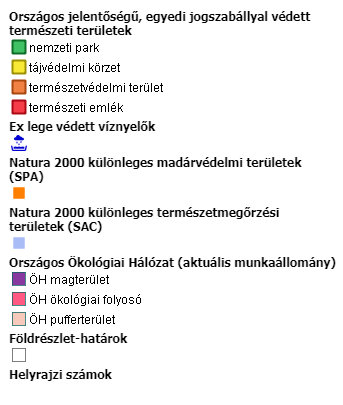 Országos jelentőségű, egyedi jogszabállyal védett
természeti területek
nemzeti park
tájvédelmi körzet
természetvédelmi terület
természeti emlék
Ex lege védett víznyelők
Natura 2000 különleges madárvédelmi területek
(SPA)
Natura 2000 különleges természetmegőrzési
területek (SAC)
Országos Ökológiai Hálózat (aktuális munkaállomány)
ÖH magterület
ÖH ökológiai folyosó
ÖH pufferterület
Földrészlet-határok
Helyrajzi számok